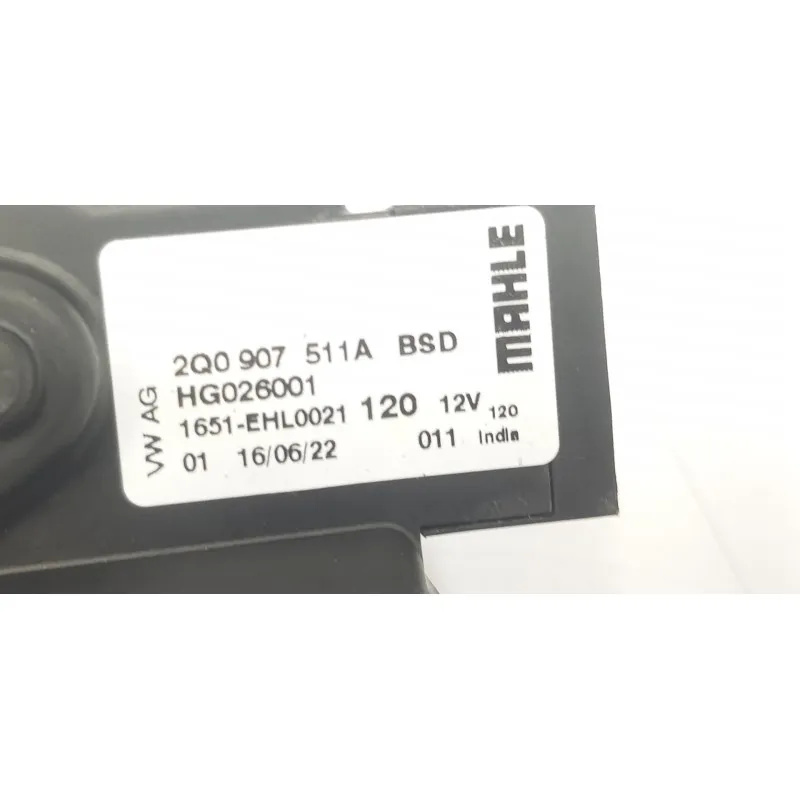 2Q0 907 511A BSD
HG026001
1651-EHL0021 120 12V 120
01 16/06/22 011 India
VW AG
MAHLE